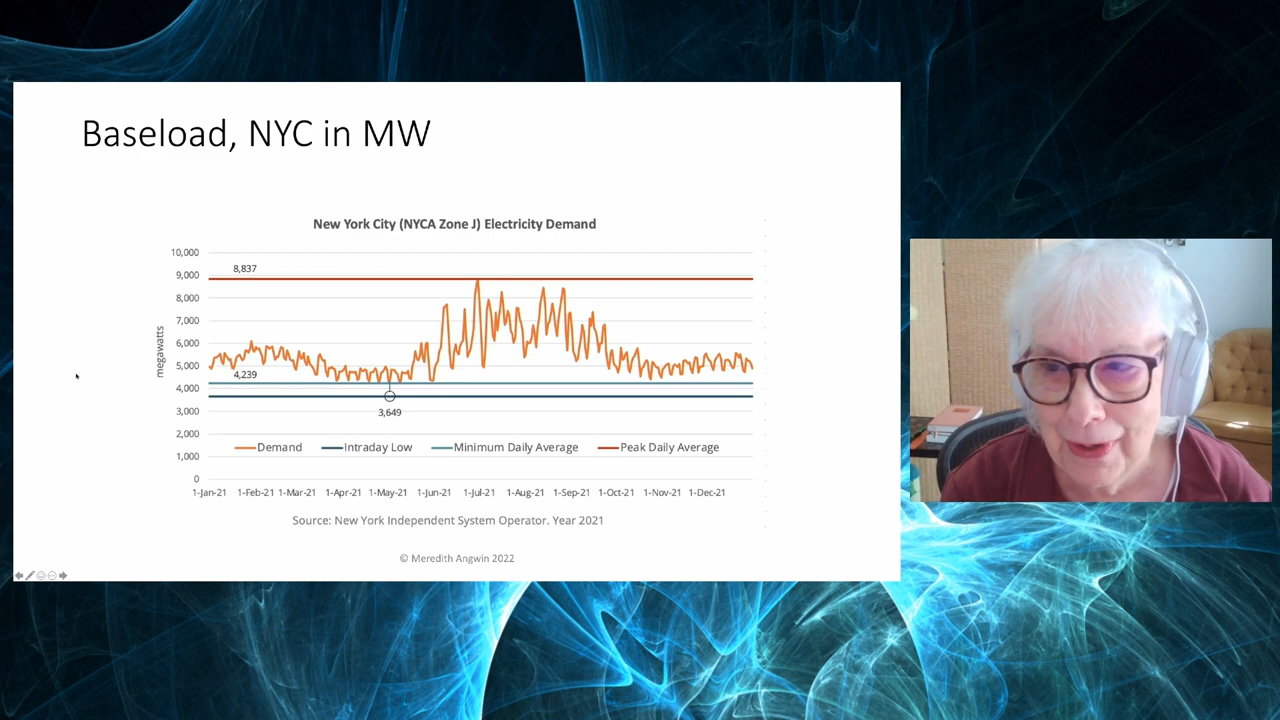 Baseload, NYC in MW
New York City (NYCA Zone J) Electricity Demand
megawatts
10,000
9,000
8,000
7,000
6,000
5,000
4,000
3,000
2,000
1,000
0
8,837
4,239
3,649
Demand Intraday Low Minimum Daily Average Peak Daily Average
1-Jan-21 1-Feb-21 1-Mar-21 1-Apr-21 1-May-21 1-Jun-21 1-Jul-21 1-Aug-21 1-Sep-21 1-Oct-21 1-Nov-21 1-Dec-21
Source: New York Independent System Operator. Year 2021
© Meredith Angwin 2022